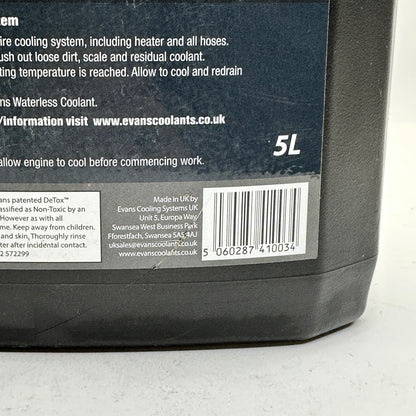 tem
ire cooling system, including heater and all hoses.
ush out loose dirt, scale and residual coolant.
ting temperature is reached. Allow to cool and redrain
ns Waterless Coolant.
/information visit www.evanscoolants.co.uk
5L
allow engine to cool before commencing work.
ans patented DeTox™
assified as Non-Toxic by an
However as with all
me. Keep away from children.
and skin, Thoroughly rinse
ter after incidental contact.
2 572299
Made in UK by
Evans Cooling Systems UK
Unit 5, Europa Way
Swansea West Business Park
Fforestfach, Swansea SA5 4AJ
uksales@evanscoolants.com
www.evanscoolants.co.uk
5 060287 410034